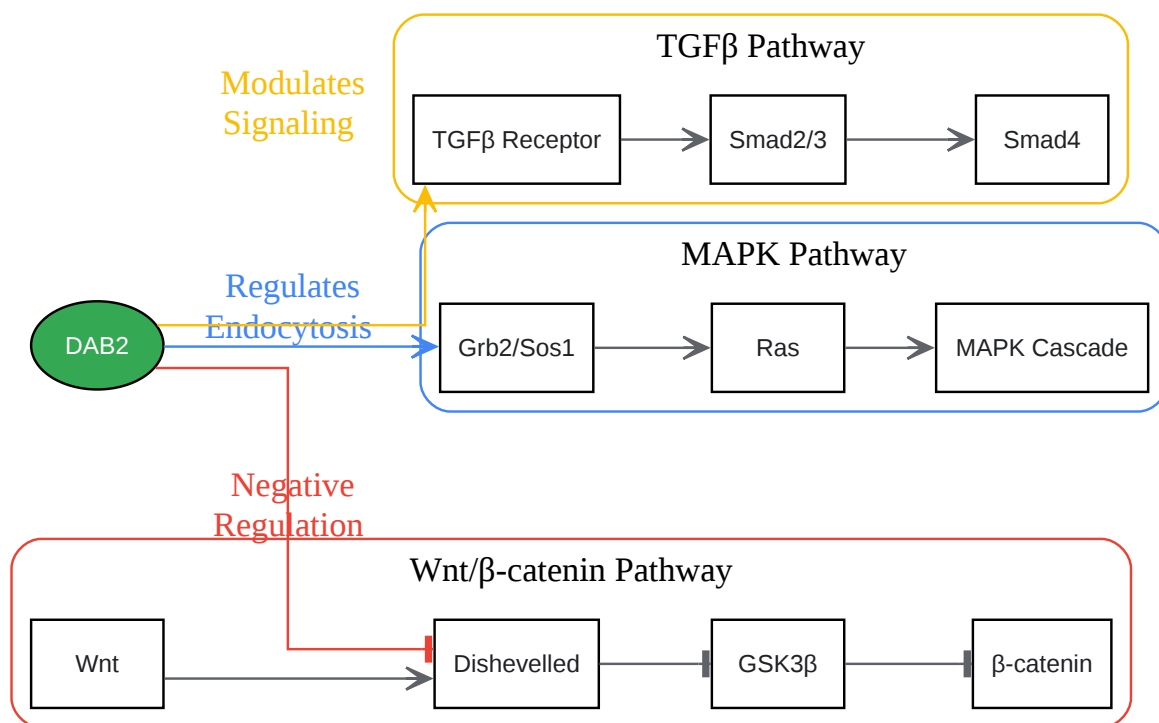 TGFβ Pathway
Modulates
Signaling
TGFβ Receptor
Smad2/3
Smad4
MAPK Pathway
Regulates
Endocytosis
DAB2
Grb2/Sos1
Ras
MAPK Cascade
Negative
Regulation
Wnt/β-catenin Pathway
Wnt
Dishevelled
GSK3β
β-catenin